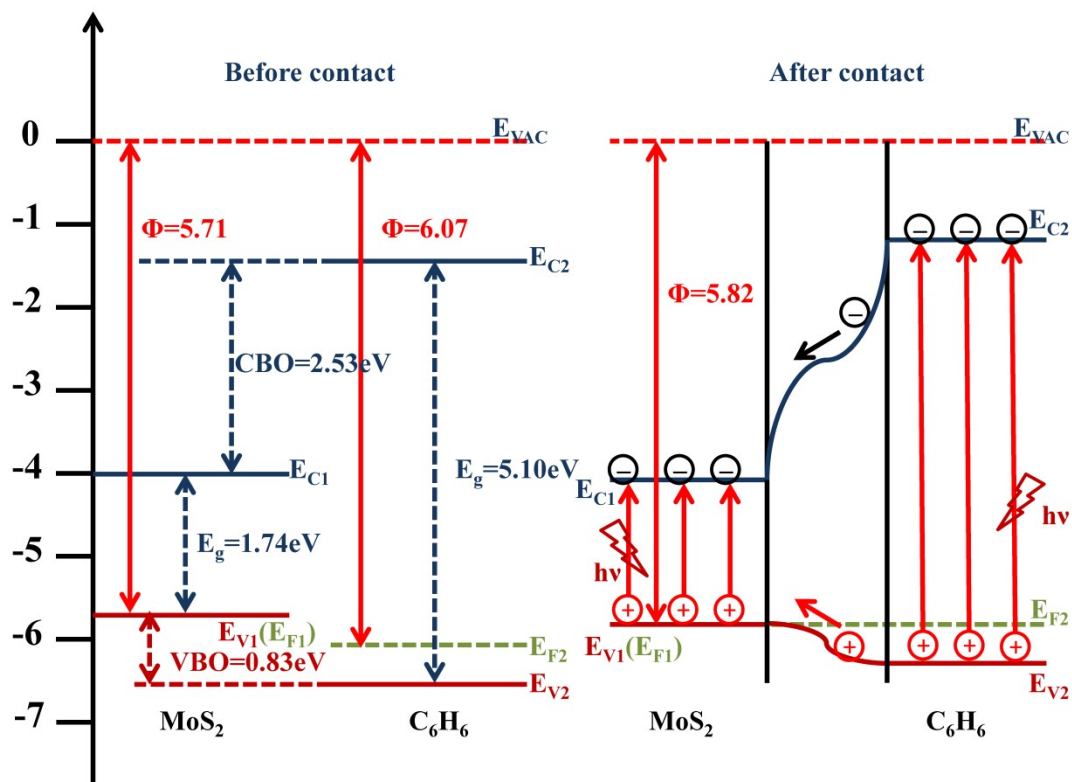 Before contact
After contact
0
-1
-2
-3
-4
-5
-6
-7
E_VAC
Φ=5.71
Φ=6.07
E_C2
CBO=2.53eV
E_C1
E_g=5.10eV
E_g=1.74eV
E_V1(E_F1)
E_F2
VBO=0.83eV
E_V2
MoS₂
C₆H₆
E_VAC
E_C2
−
−
−
Φ=5.82
−
−
−
−
E_C1
hν
hν
+
+
+
E_F2
E_V1(E_F1)
+
+
+
+
E_V2
MoS₂
C₆H₆